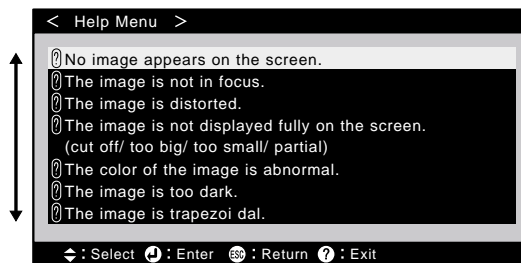 < Help Menu >
? No image appears on the screen.
? The image is not in focus.
? The image is distorted.
? The image is not displayed fully on the screen.
(cut off/ too big/ too small/ partial)
? The color of the image is abnormal.
? The image is too dark.
? The image is trapezoi dal.
: Select : Enter ESC : Return ? : Exit